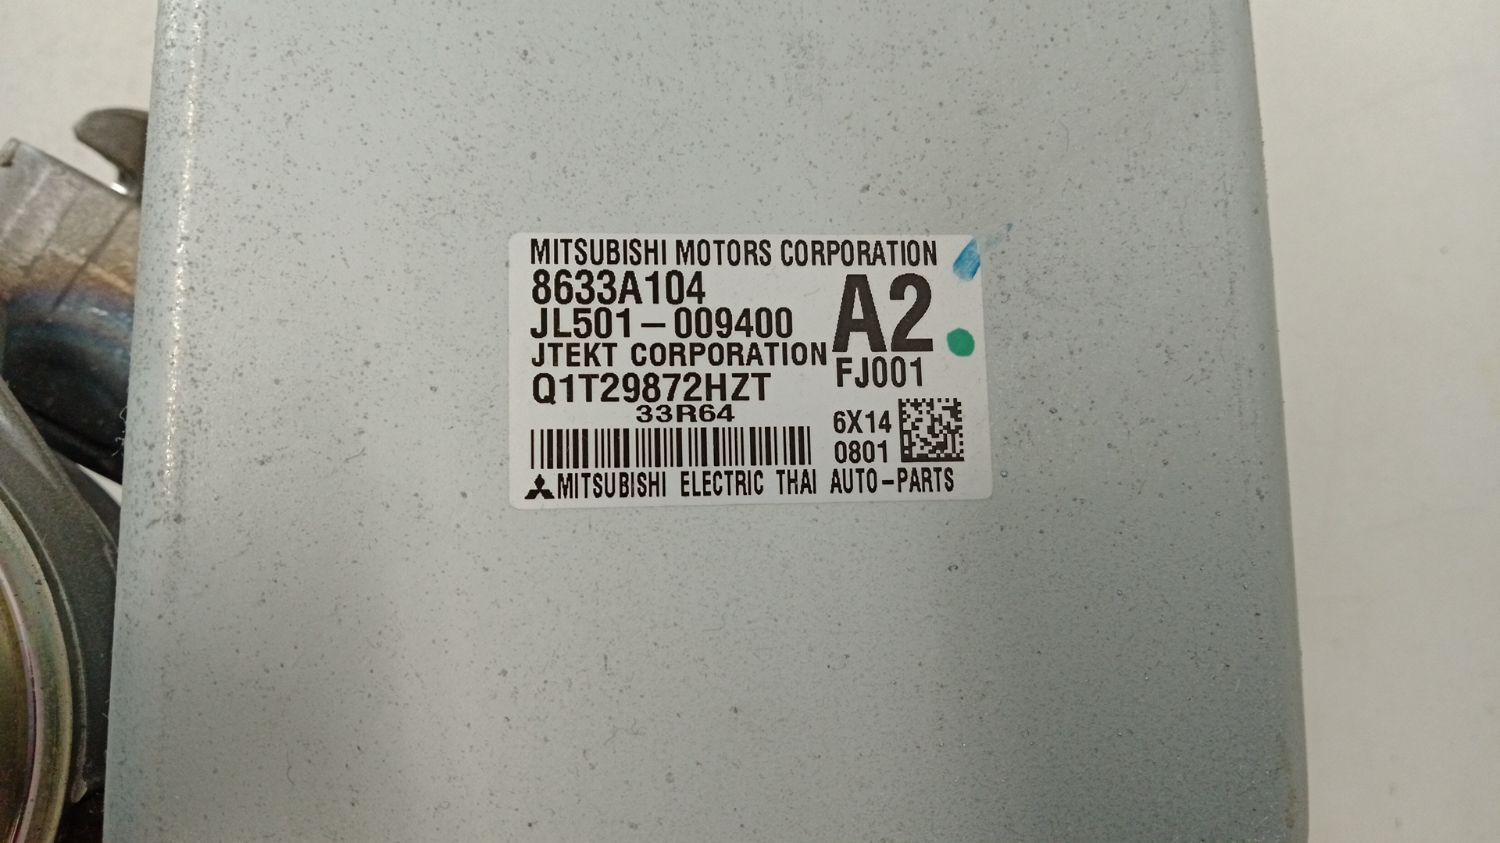 MITSUBISHI MOTORS CORPORATION
8633A104
A2
JL501-009400
JTEKT CORPORATION
FJ001
Q1T29872HZT
33R64
6X14
0801
MITSUBISHI ELECTRIC THAI AUTO-PARTS